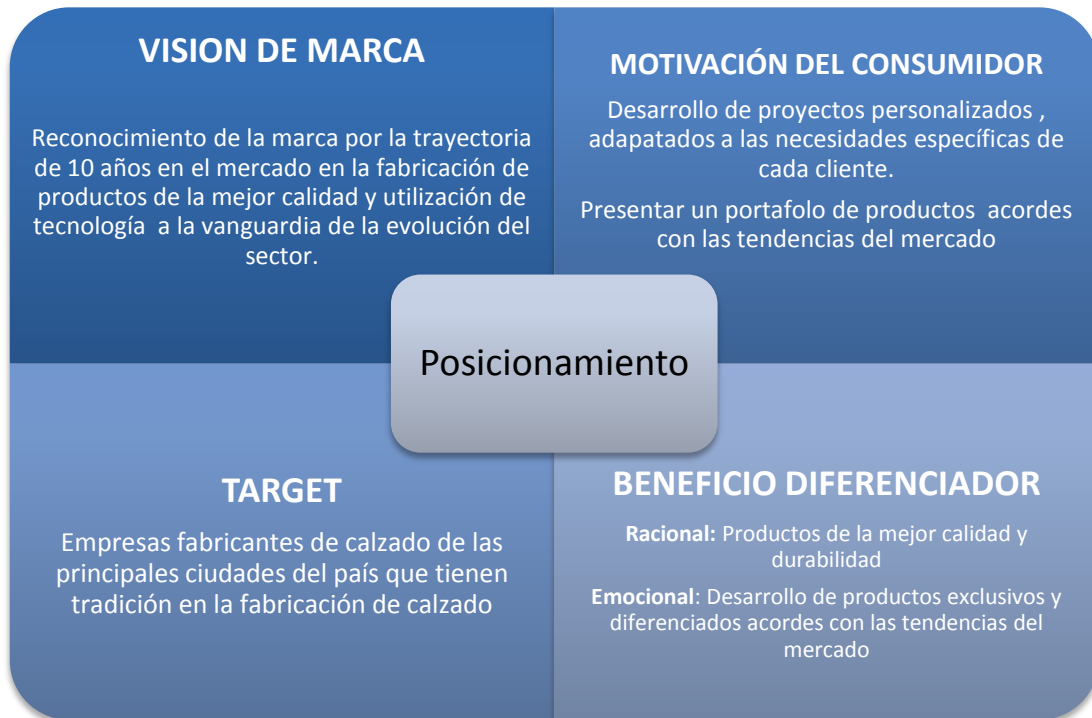 VISION DE MARCA
Reconocimiento de la marca por la trayectoria
de 10 años en el mercado en la fabricación de
productos de la mejor calidad y utilización de
tecnología a la vanguardia de la evolución del
sector.
MOTIVACIÓN DEL CONSUMIDOR
Desarrollo de proyectos personalizados ,
adapatados a las necesidades específicas de
cada cliente.
Presentar un portafolo de productos acordes
con las tendencias del mercado
Posicionamiento
TARGET
Empresas fabricantes de calzado de las
principales ciudades del país que tienen
tradición en la fabricación de calzado
BENEFICIO DIFERENCIADOR
Racional: Productos de la mejor calidad y
durabilidad
Emocional: Desarrollo de productos exclusivos y
diferenciados acordes con las tendencias del
mercado